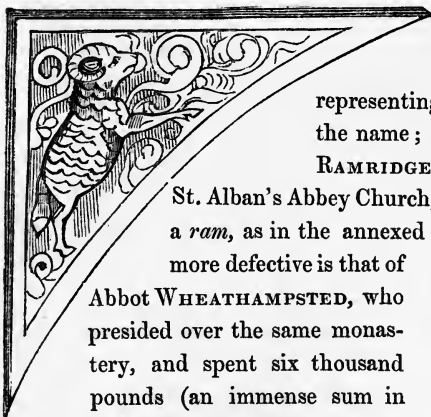 representing
the name;
RAMRIDGE
St. Alban's Abbey Church
a ram, as in the annexed
more defective is that of
Abbot WHEATHAMPSTED, who
presided over the same monas-
tery, and spent six thousand
pounds (an immense sum in